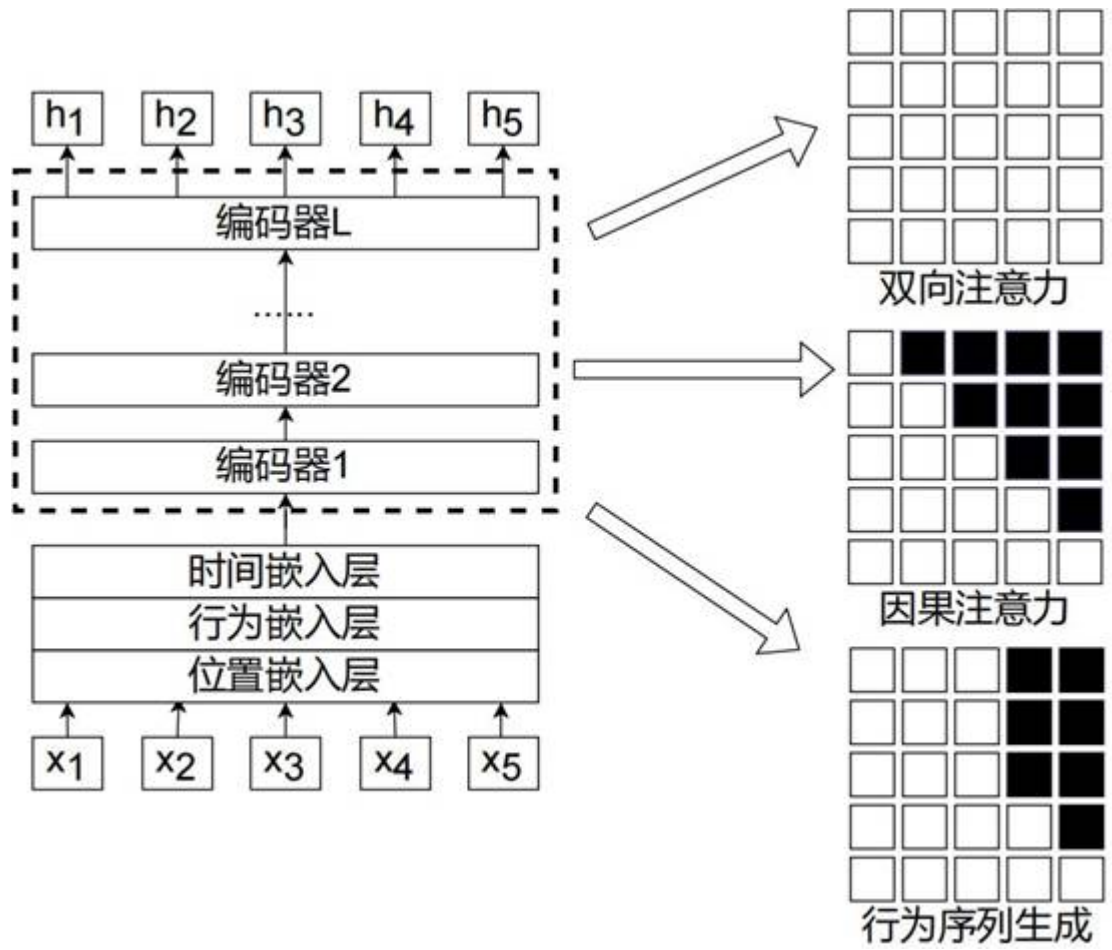 h1 h2 h3 h4 h5
编码器L
......
编码器2
编码器1
时间嵌入层
行为嵌入层
位置嵌入层
x1 x2 x3 x4 x5
双向注意力
因果注意力
行为序列生成